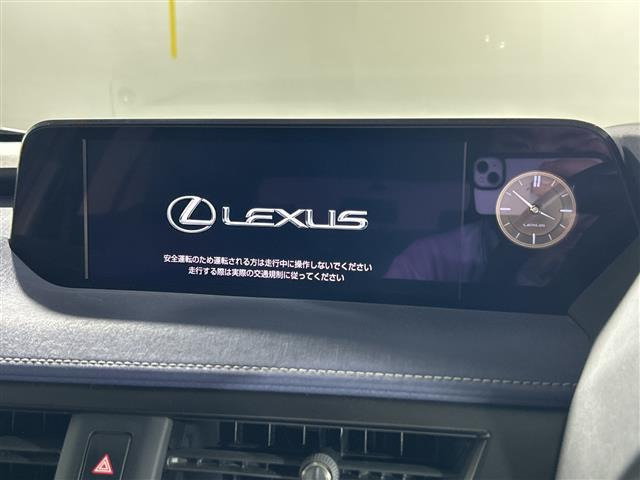 LEXUS
安全運転のため運転される方は走行中に操作しないでください
走行する際は実際の交通規制に従ってください
LEXUS